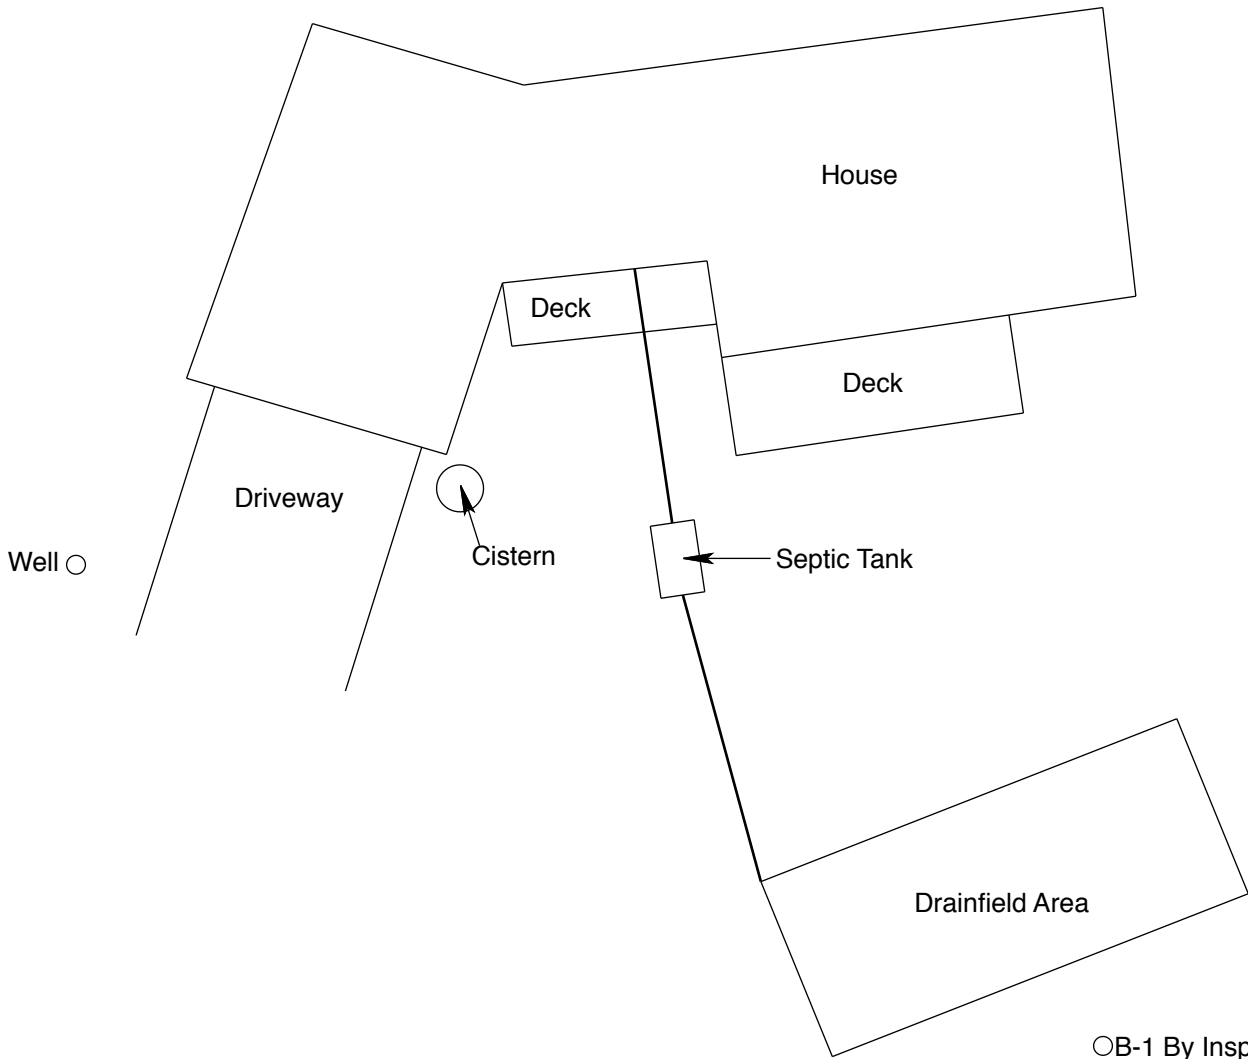 House
Deck
Deck
Driveway
Cistern
Well
Septic Tank
Drainfield Area
B-1 By Insp